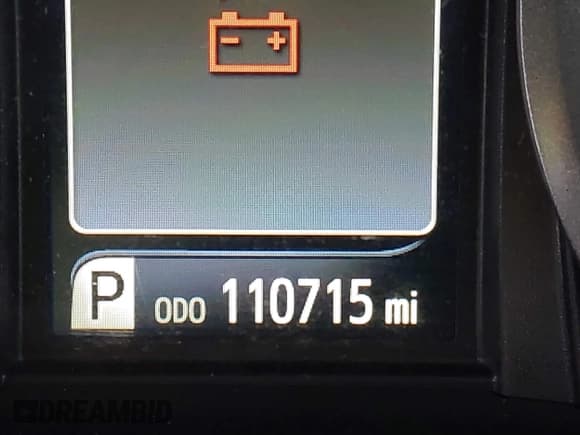 - +
P ODO 110715 mi
DREAMBID